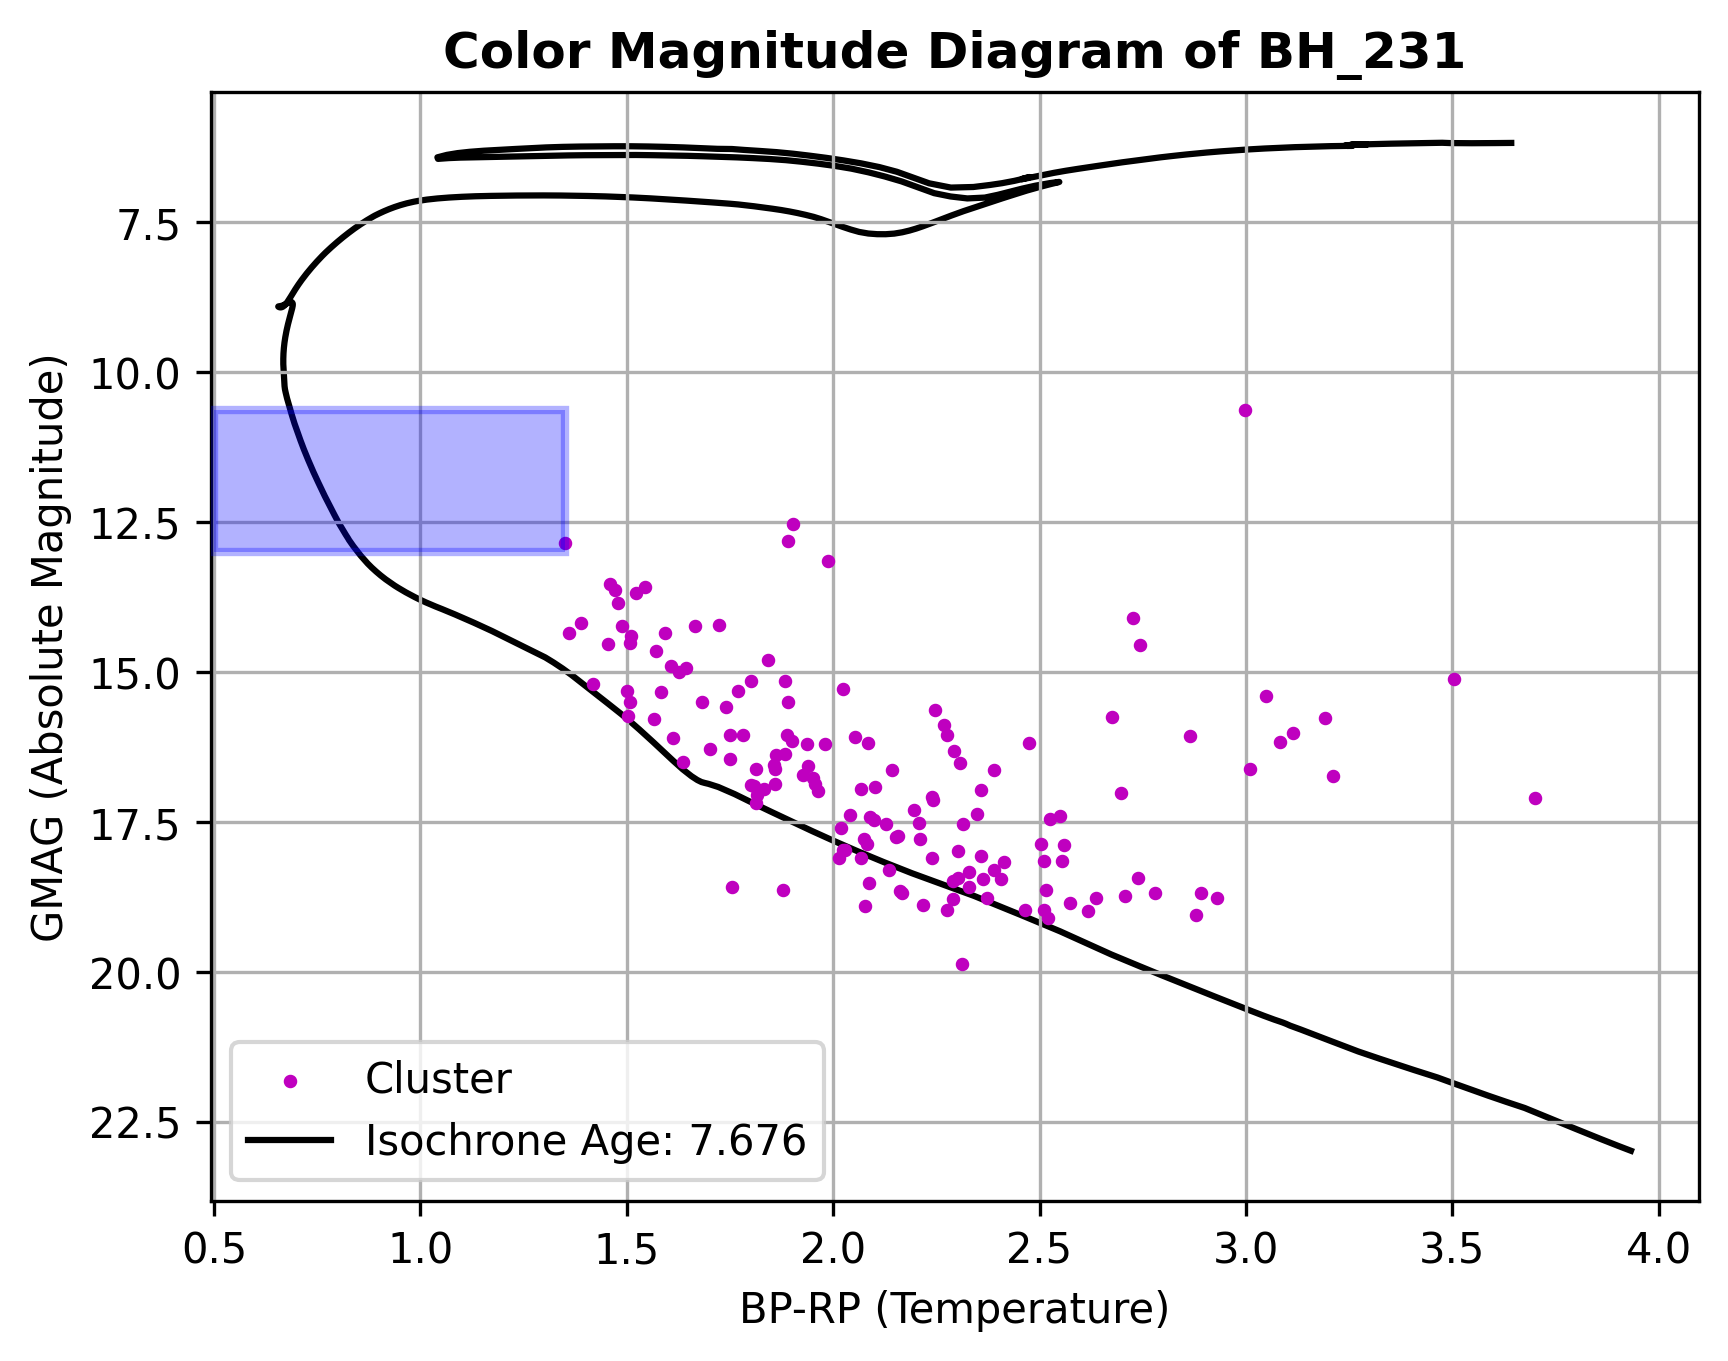 Color Magnitude Diagram of BH_231
GMAG (Absolute Magnitude)
7.5
10.0
12.5
15.0
17.5
20.0
22.5
Cluster
Isochrone Age: 7.676
0.5 1.0 1.5 2.0 2.5 3.0 3.5 4.0
BP-RP (Temperature)